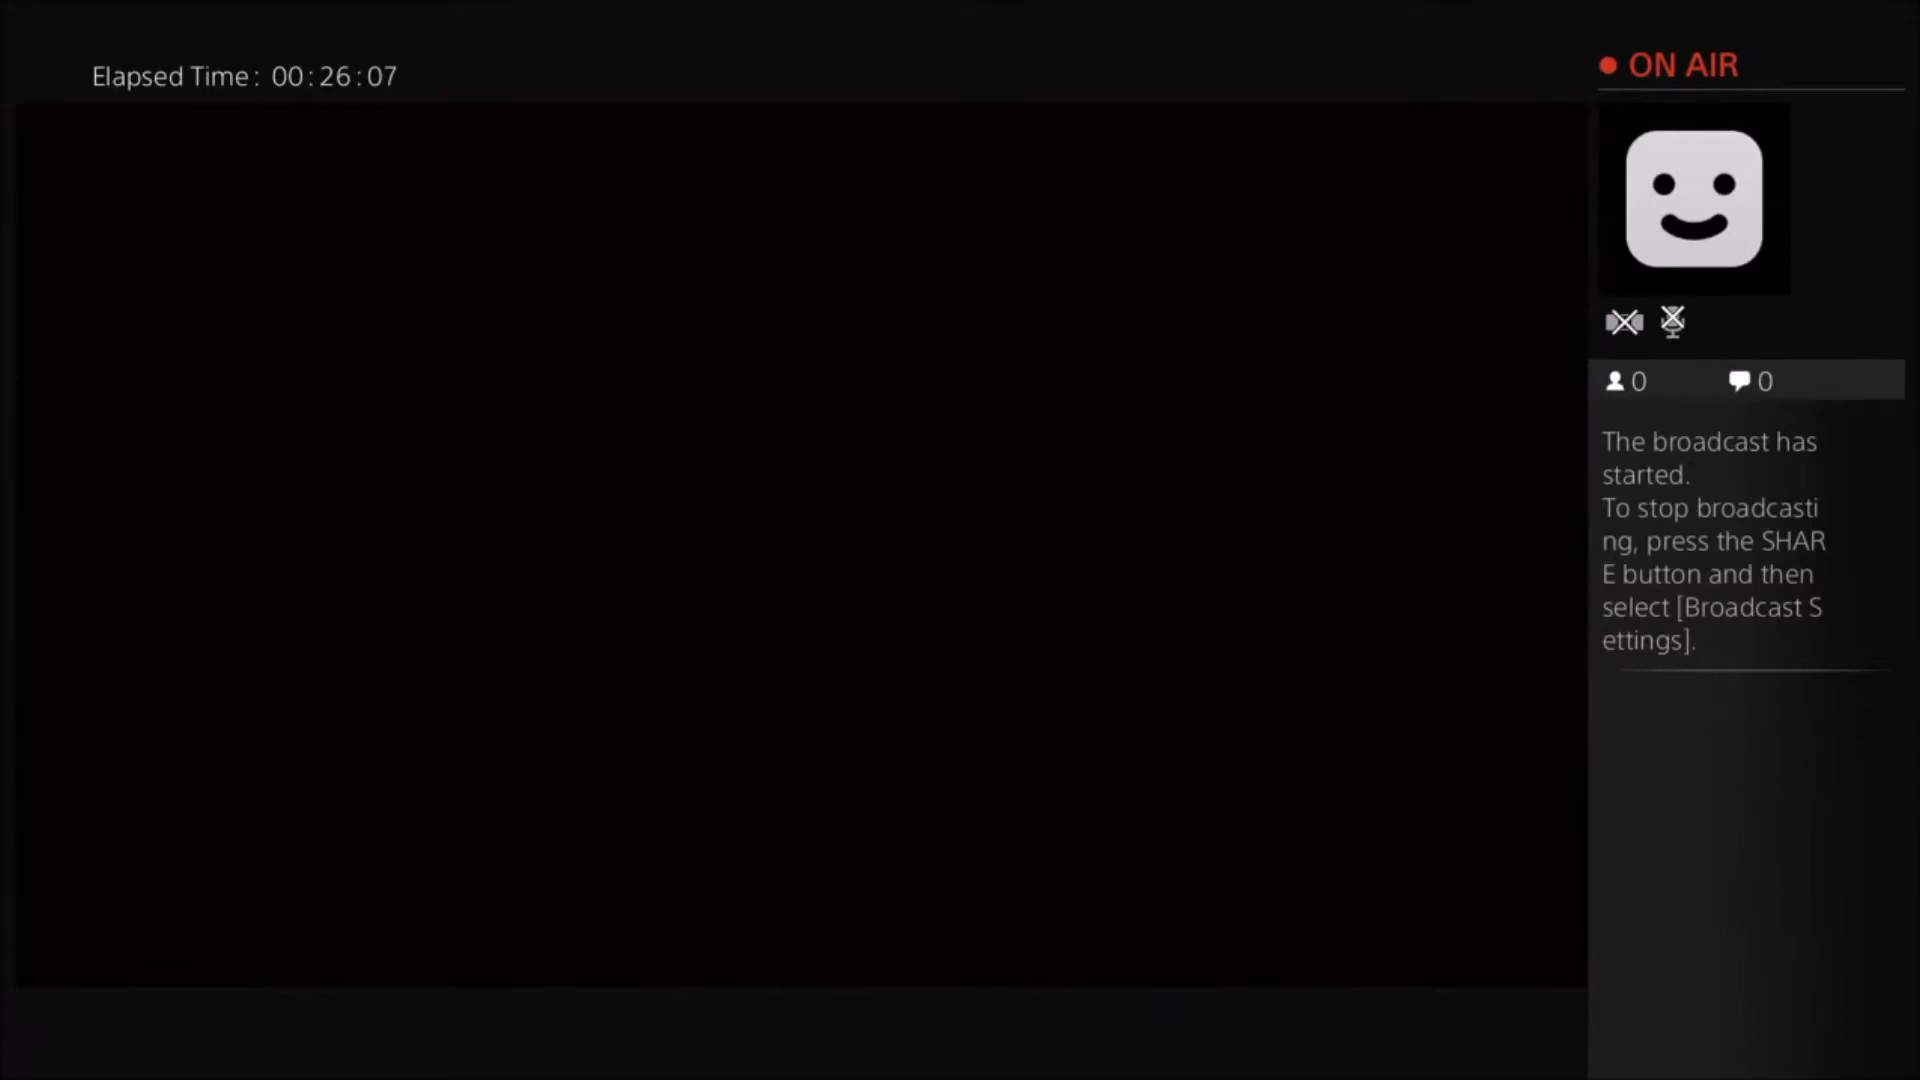 Elapsed Time: 00:26:07
ON AIR
0 0
The broadcast has
started.
To stop broadcasti
ng, press the SHAR
E button and then
select [Broadcast S
ettings].